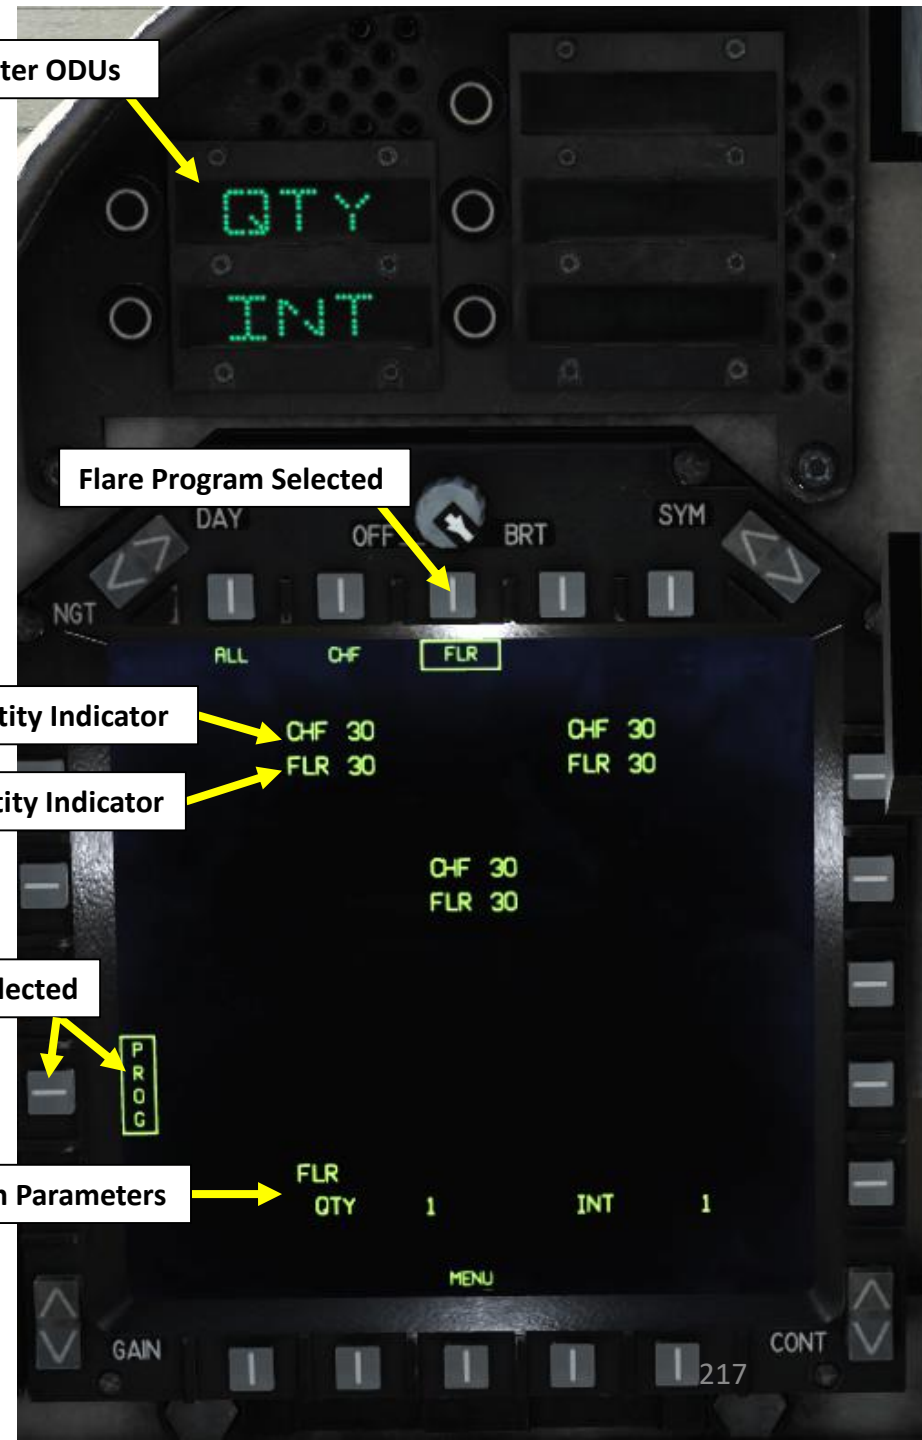 ter ODUs
QTY
INT
Flare Program Selected
DAY
OFF
BRT
SYM
NGT
ALL CHF FLR
tity Indicator
CHF 30 CHF 30
FLR 30 FLR 30
tity Indicator
CHF 30
FLR 30
lected
PROG
FLR
n Parameters
QTY 1 INT 1
MENU
GAIN
CONT
217